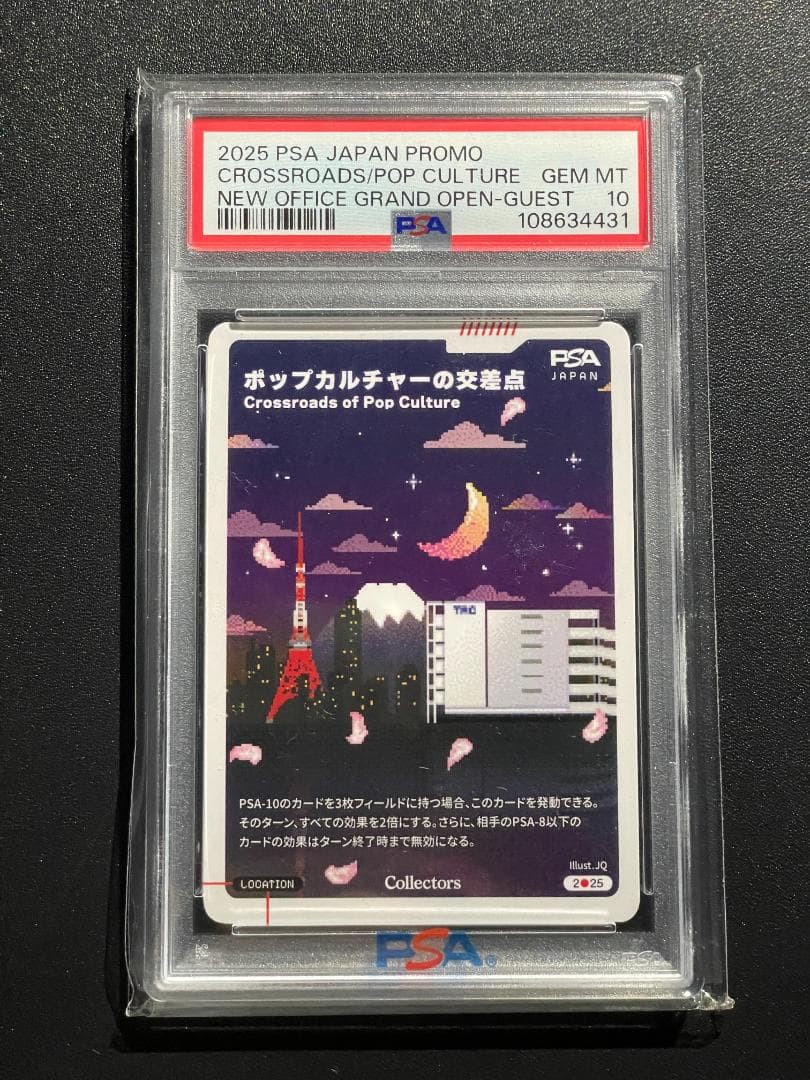 2025 PSA JAPAN PROMO
CROSSROADS/POP CULTURE GEM MT
NEW OFFICE GRAND OPEN-GUEST 10
PSA 108634431
PSA
JAPAN
ポップカルチャーの交差点
Crossroads of Pop Culture
TRC
PSA-10のカードを3枚フィールドに持つ場合、このカードを発動できる。
そのターン、すべての効果を2倍にする。さらに、相手のPSA-8以下の
カードの効果はターン終了時まで無効になる。
Illust.JQ
LOCATION Collectors 2025
PSA